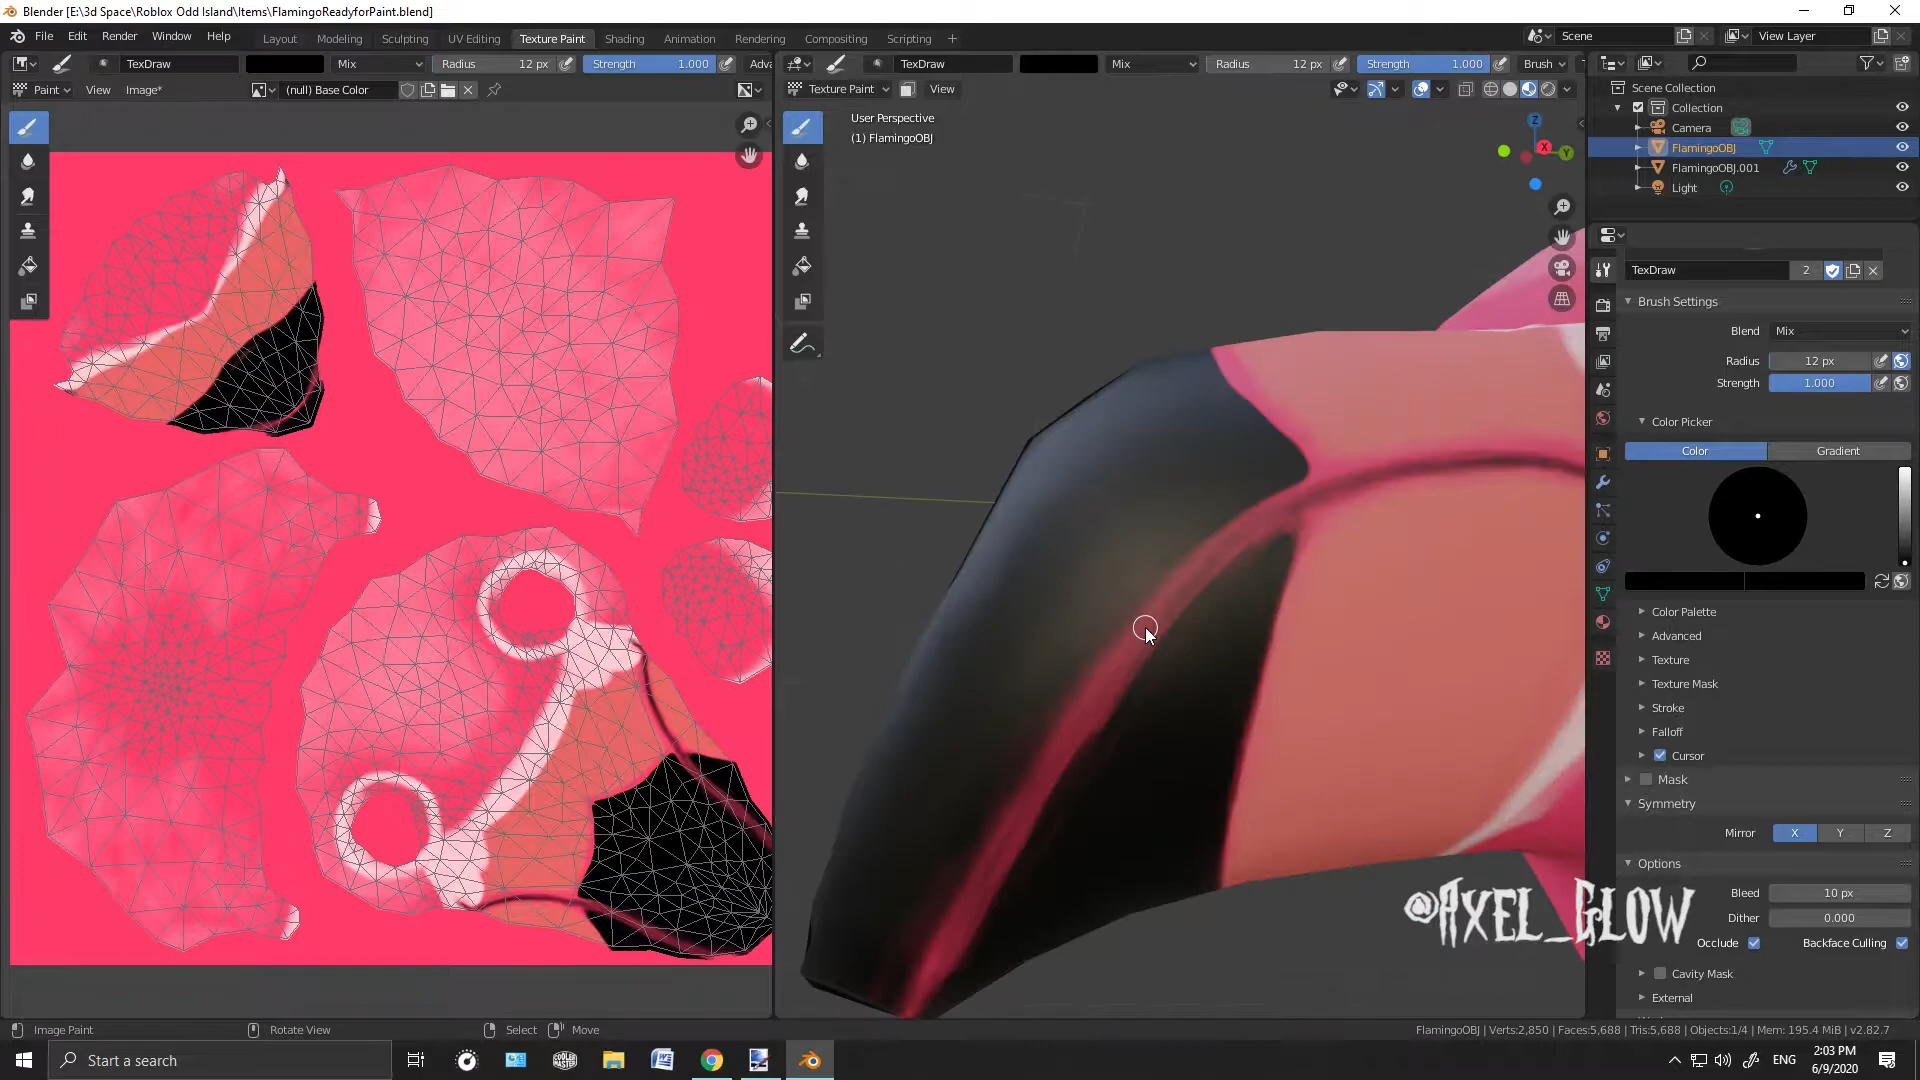 Blender [E:\3d Space\Roblox Odd Island\Items\FlamingoReadyforPaint.blend]
File Edit Render Window Help
Layout Modeling Sculpting UV Editing Texture Paint Shading Animation Rendering Compositing Scripting
Scene View Layer
TexDraw Mix Radius 12 px Strength 1.000 Adva
TexDraw Mix Radius 12 px Strength 1.000 Brush
Paint View Image* (null) Base Color
Texture Paint View
User Perspective
(1) FlamingoOBJ
Z
X
Y
Scene Collection
Collection
Camera
FlamingoOBJ
FlamingoOBJ.001
Light
TexDraw 2
Brush Settings
Blend Mix
Radius 12 px
Strength 1.000
Color Picker
Color Gradient
Color Palette
Advanced
Texture
Texture Mask
Stroke
Falloff
Cursor
Mask
Symmetry
Mirror X Y Z
Options
Bleed 10 px
Dither 0.000
Occlude Backface Culling
Cavity Mask
External
@Axel_Glow
Image Paint Rotate View Select Move
FlamingoOBJ | Verts:2,850 | Faces:5,688 | Tris:5,688 | Objects:1/4 | Mem: 195.4 MiB | v2.82.7
Start a search
COOLER MASTER
ENG
2:03 PM
6/9/2020